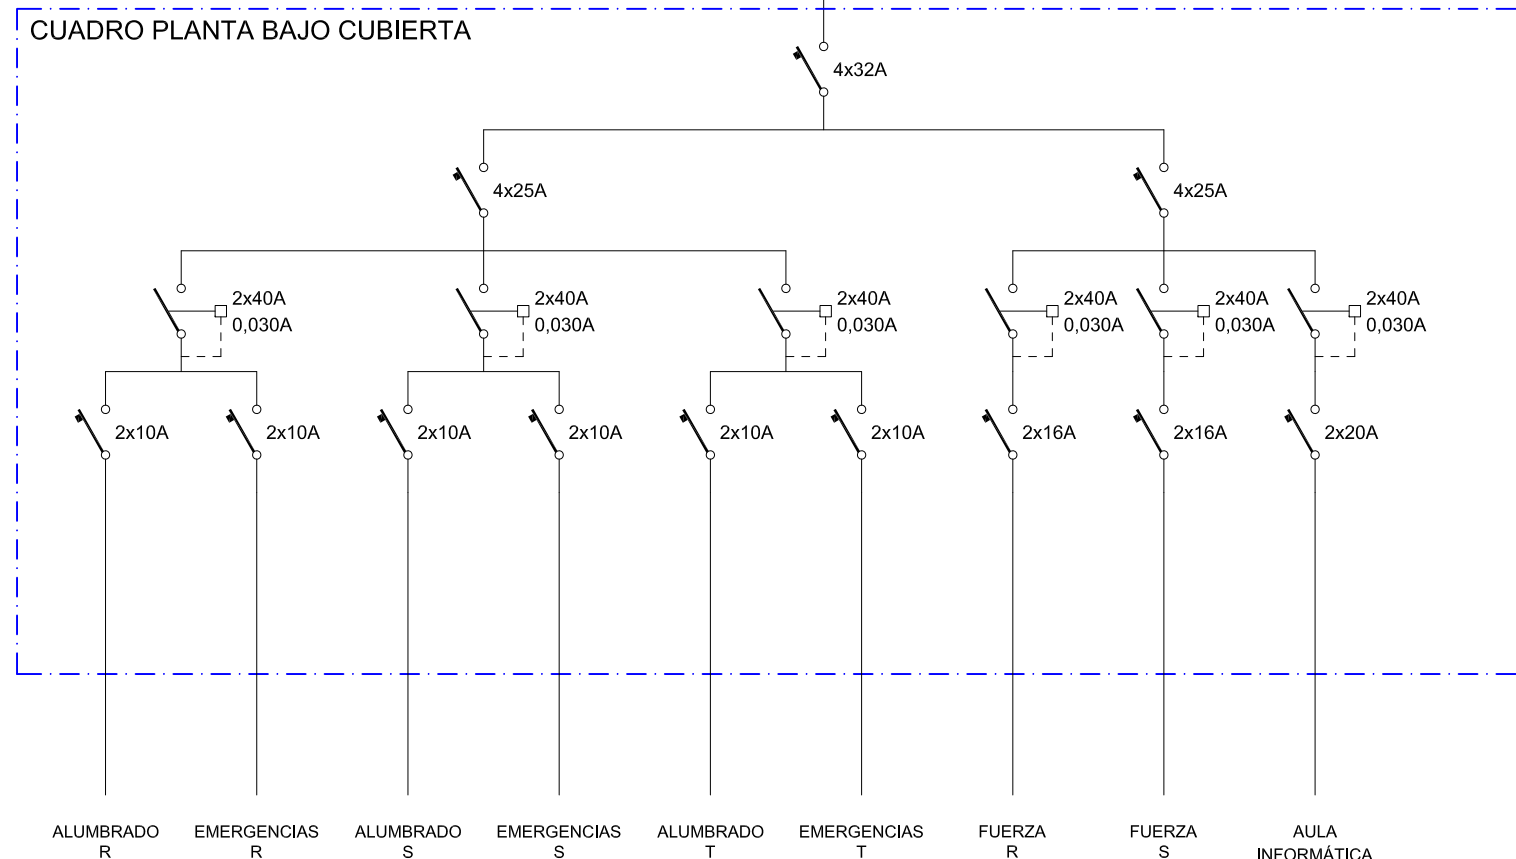 CUADRO PLANTA BAJO CUBIERTA
4x32A
4x25A
4x25A
2x40A
0,030A
2x40A
0,030A
2x40A
0,030A
2x40A
0,030A
2x40A
0,030A
2x40A
0,030A
2x10A
2x10A
2x10A
2x10A
2x10A
2x10A
2x16A
2x16A
2x20A
ALUMBRADO
R
EMERGENCIAS
R
ALUMBRADO
S
EMERGENCIAS
S
ALUMBRADO
T
EMERGENCIAS
T
FUERZA
R
FUERZA
S
AULA
INFORMÁTICA